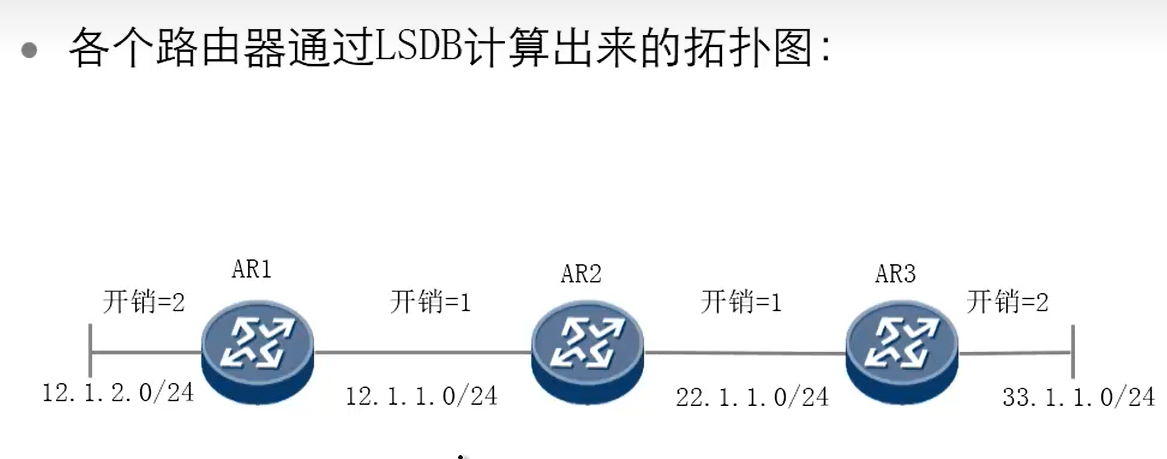 各个路由器通过LSDB计算出来的拓扑图：
AR1
AR2
AR3
开销=2
开销=1
开销=1
开销=2
12.1.2.0/24
12.1.1.0/24
22.1.1.0/24
33.1.1.0/24